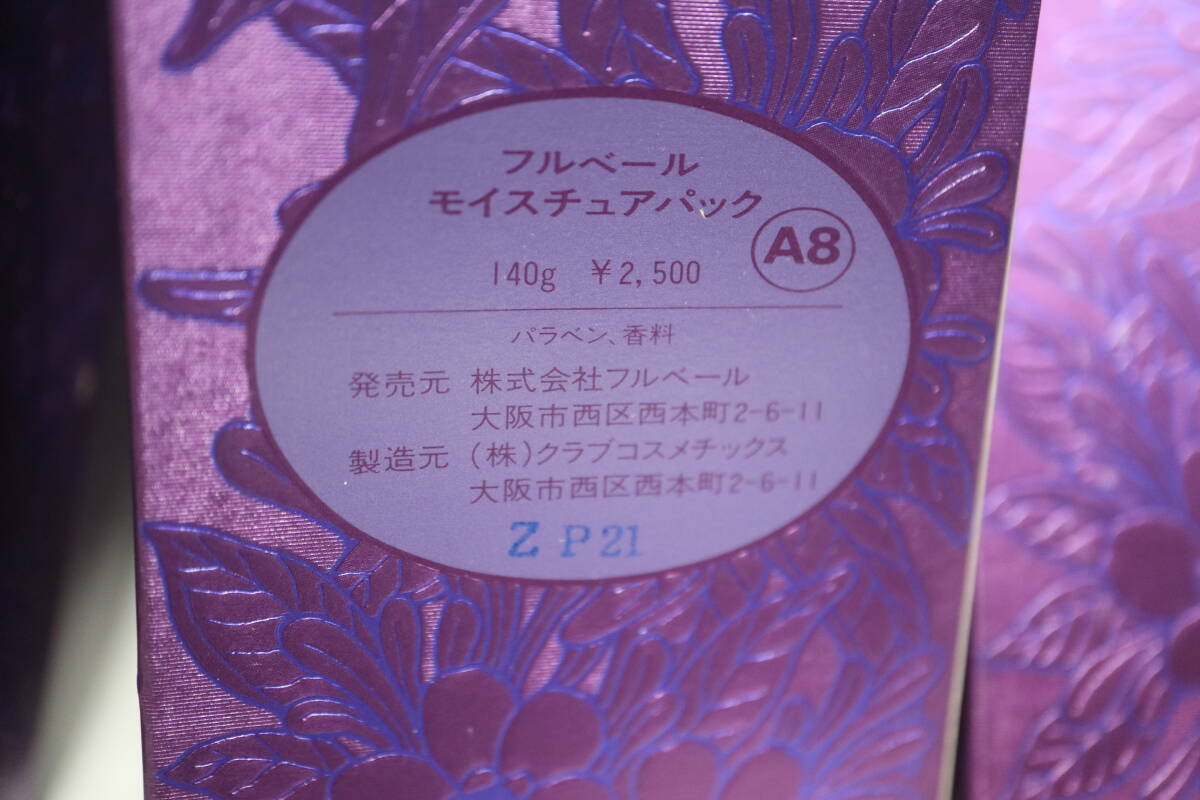 フルベール
モイスチュアパック
A8
140g ¥2,500
パラベン、香料
発売元 株式会社フルベール
大阪市西区西本町2-6-11
製造元 (株)クラブコスメチックス
大阪市西区西本町2-6-11
Z P21